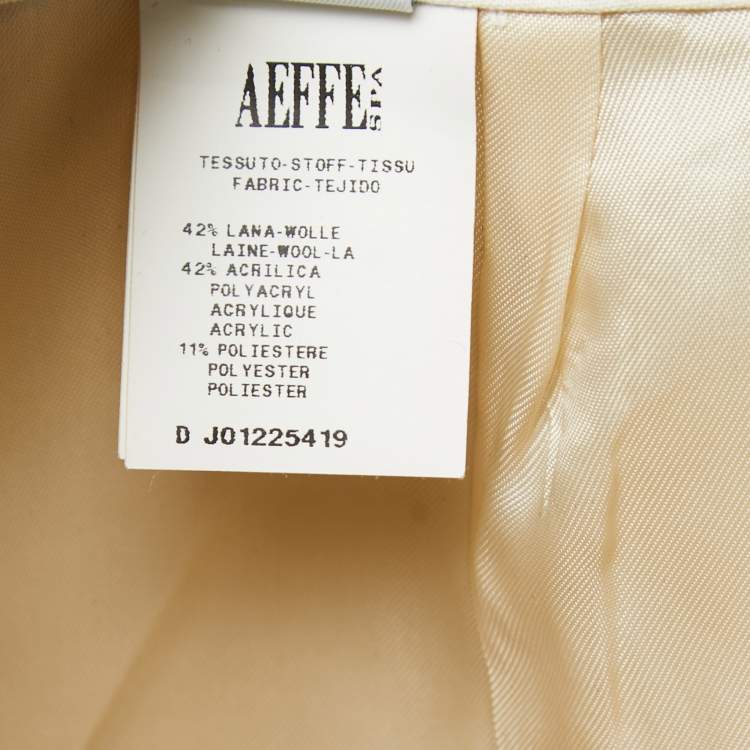 AEFFE SPA
TESSUTO-STOFF-TISSU
FABRIC-TEJIDO
42% LANA-WOLLE
LAINE-WOOL-LA
42% ACRILICA
POLYACRYL
ACRYLIQUE
ACRYLIC
11% POLIESTERE
POLYESTER
POLIESTER
D J01225419